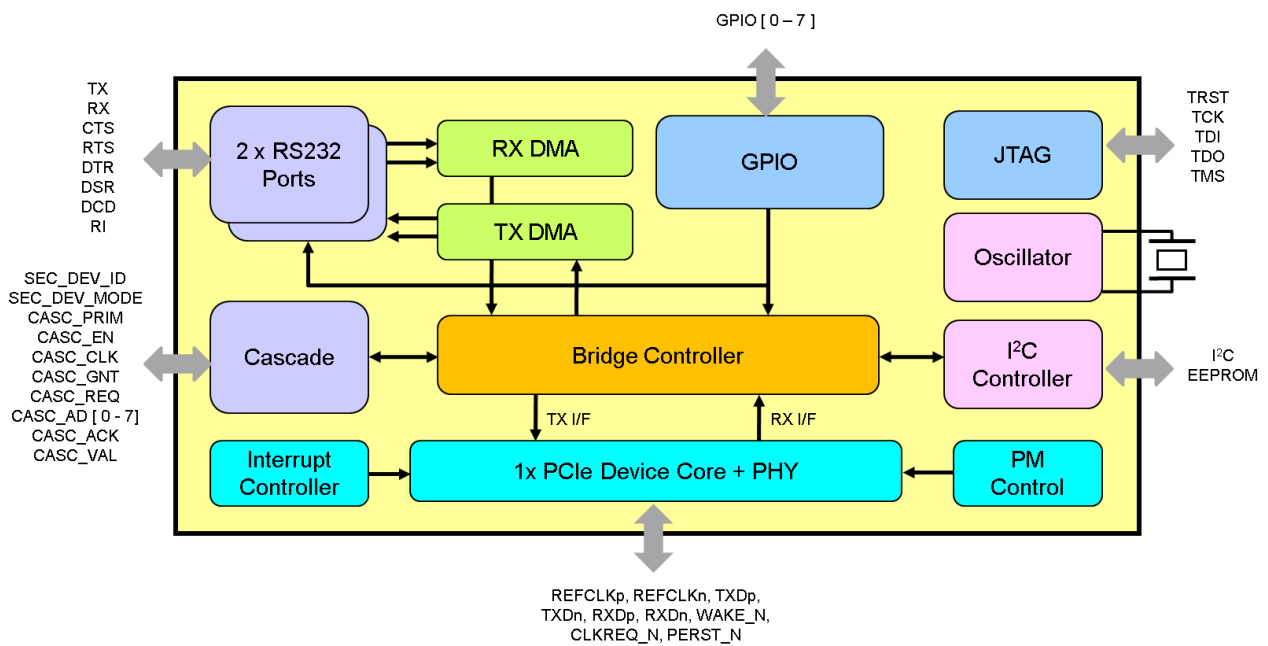 GPIO [ 0 – 7 ]
TX
RX
CTS
RTS
DTR
DSR
DCD
RI
2 x RS232
Ports
RX DMA
TX DMA
GPIO
JTAG
TRST
TCK
TDI
TDO
TMS
Oscillator
SEC_DEV_ID
SEC_DEV_MODE
CASC_PRIM
CASC_EN
CASC_CLK
CASC_GNT
CASC_REQ
CASC_AD [ 0 - 7]
CASC_ACK
CASC_VAL
Cascade
Bridge Controller
I²C
Controller
I²C
EEPROM
TX I/F
RX I/F
Interrupt
Controller
1x PCIe Device Core + PHY
PM
Control
REFCLKp, REFCLKn, TXDp,
TXDn, RXDp, RXDn, WAKE_N,
CLKREQ_N, PERST_N